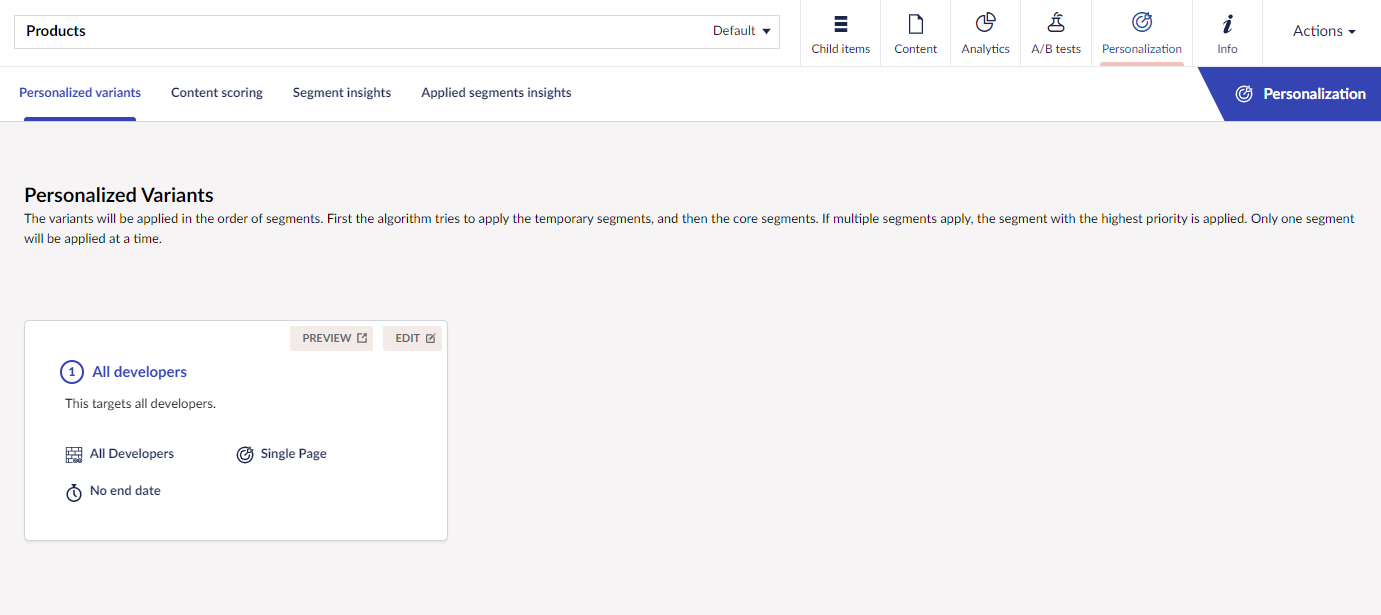 Products
Default
Child items
Content
Analytics
A/B tests
Personalization
Info
Actions
Personalized variants
Content scoring
Segment insights
Applied segments insights
Personalization
Personalized Variants
The variants will be applied in the order of segments. First the algorithm tries to apply the temporary segments, and then the core segments. If multiple segments apply, the segment with the highest priority is applied. Only one segment
will be applied at a time.
PREVIEW
EDIT
1 All developers
This targets all developers.
All Developers
Single Page
No end date